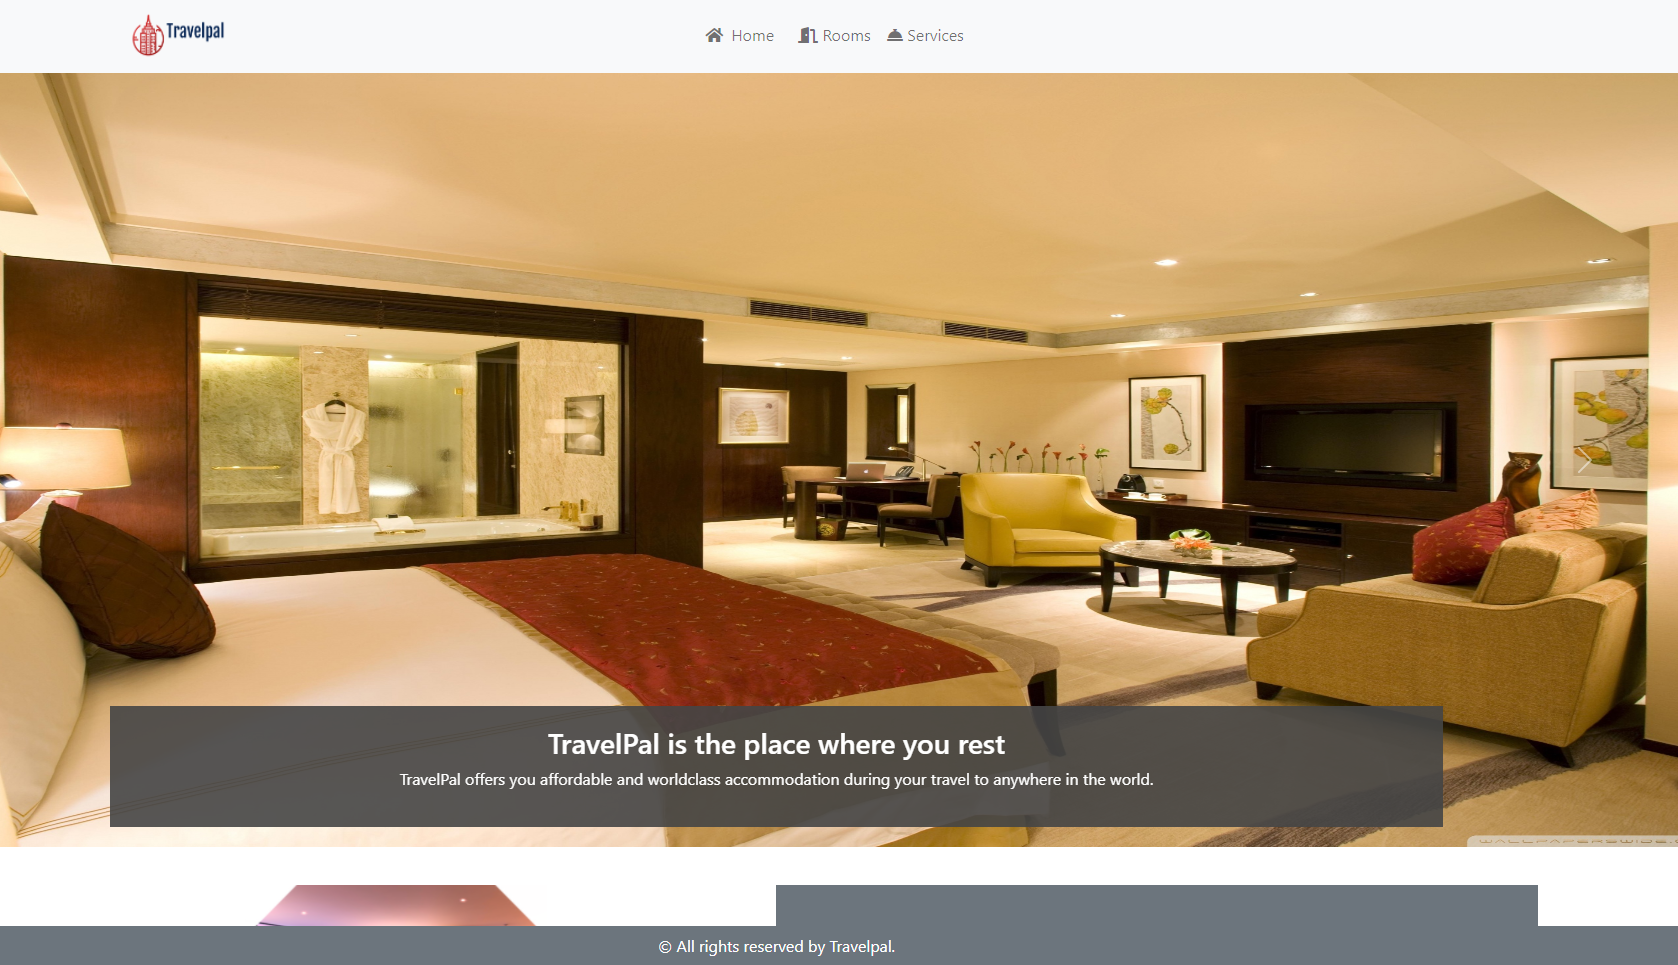 Travelpal
Home Rooms Services
TravelPal is the place where you rest
TravelPal offers you affordable and worldclass accommodation during your travel to anywhere in the world.
© All rights reserved by Travelpal.